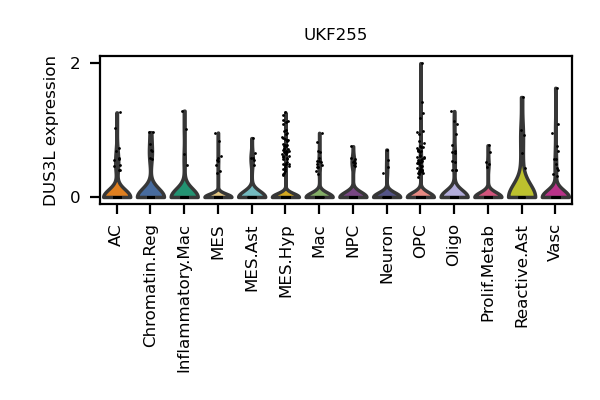 UKF255
DUS3L expression
2
0
AC
Chromatin.Reg
Inflammatory.Mac
MES
MES.Ast
MES.Hyp
Mac
NPC
Neuron
OPC
Oligo
Prolif.Metab
Reactive.Ast
Vasc